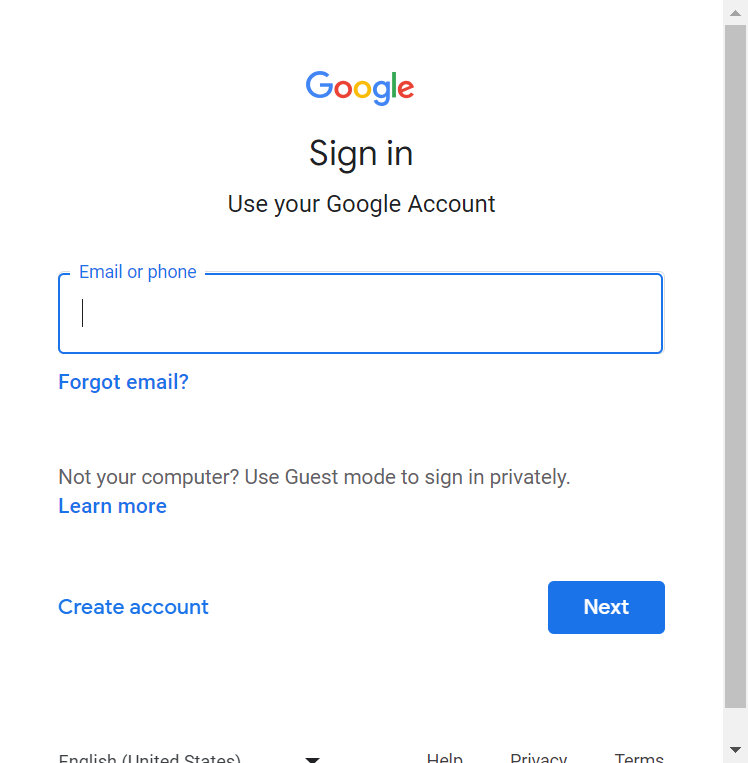 Google
Sign in
Use your Google Account
Email or phone
Forgot email?
Not your computer? Use Guest mode to sign in privately.
Learn more
Create account
Next
English (United States)
Help
Privacy
Terms